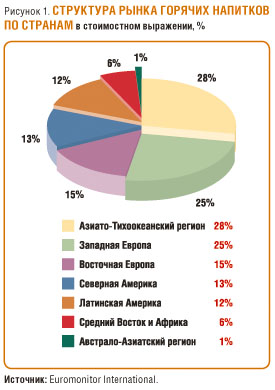 Рисунок 1. СТРУКТУРА РЫНКА ГОРЯЧИХ НАПИТКОВ
ПО СТРАНАМ в стоимостном выражении, %
1%
6%
28%
12%
13%
15%
25%
Азиато-Тихоокеанский регион 28%
Западная Европа 25%
Восточная Европа 15%
Северная Америка 13%
Латинская Америка 12%
Средний Восток и Африка 6%
Австрало-Азиатский регион 1%
Источник: Euromonitor International.